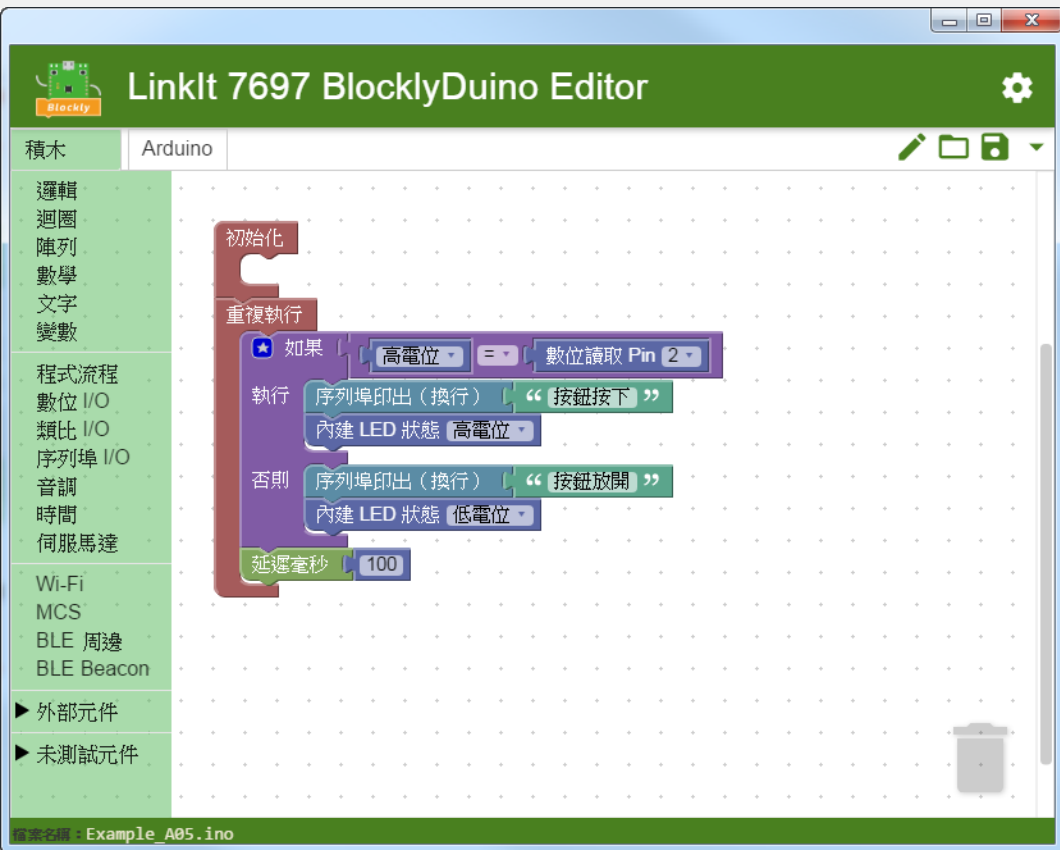 Blockly
LinkIt 7697 BlocklyDuino Editor
積木
Arduino
邏輯
迴圈
陣列
數學
文字
變數
程式流程
數位 I/O
類比 I/O
序列埠 I/O
音調
時間
伺服馬達
Wi-Fi
MCS
BLE 周邊
BLE Beacon
外部元件
未測試元件
初始化
重複執行
如果 高電位 = 數位讀取 Pin 2
執行 序列埠印出（換行） “ 按鈕按下 ”
內建 LED 狀態 高電位
否則 序列埠印出（換行） “ 按鈕放開 ”
內建 LED 狀態 低電位
延遲毫秒 100
檔案名稱：Example_A05.ino